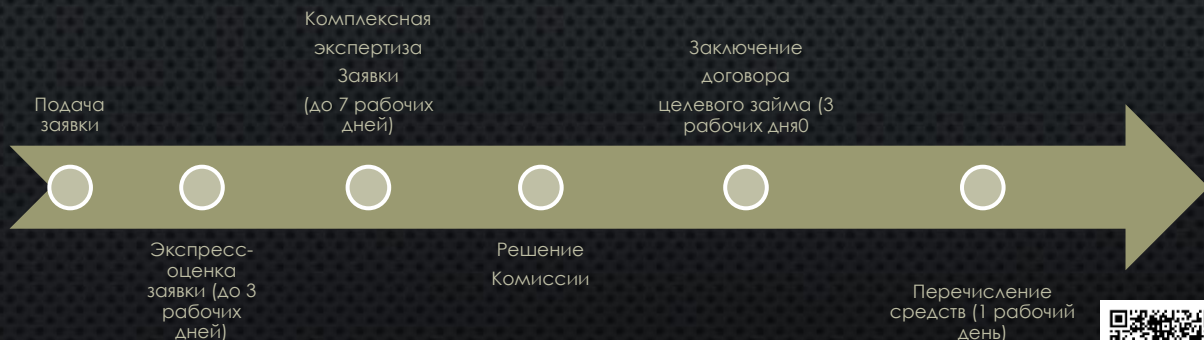 Подача
заявки
Экспресс-
оценка
заявки (до 3
рабочих
дней)
Комплексная
экспертиза
Заявки
(до 7 рабочих
дней)
Решение
Комиссии
Заключение
договора
целевого займа (3
рабочих дня0
Перечисление
средств (1 рабочий
день)